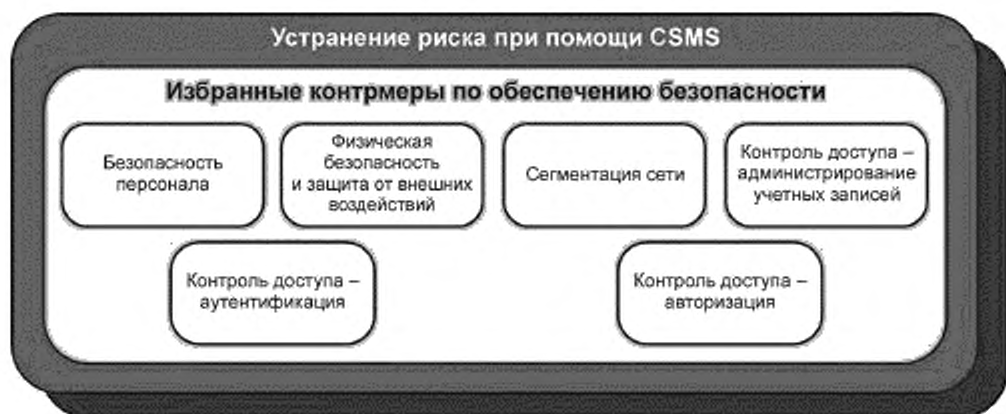 Устранение риска при помощи CSMS
Избранные контрмеры по обеспечению безопасности
Безопасность
персонала
Физическая
безопасность
и защита от внешних
воздействий
Сегментация сети
Контроль доступа –
администрирование
учетных записей
Контроль доступа –
аутентификация
Контроль доступа –
авторизация